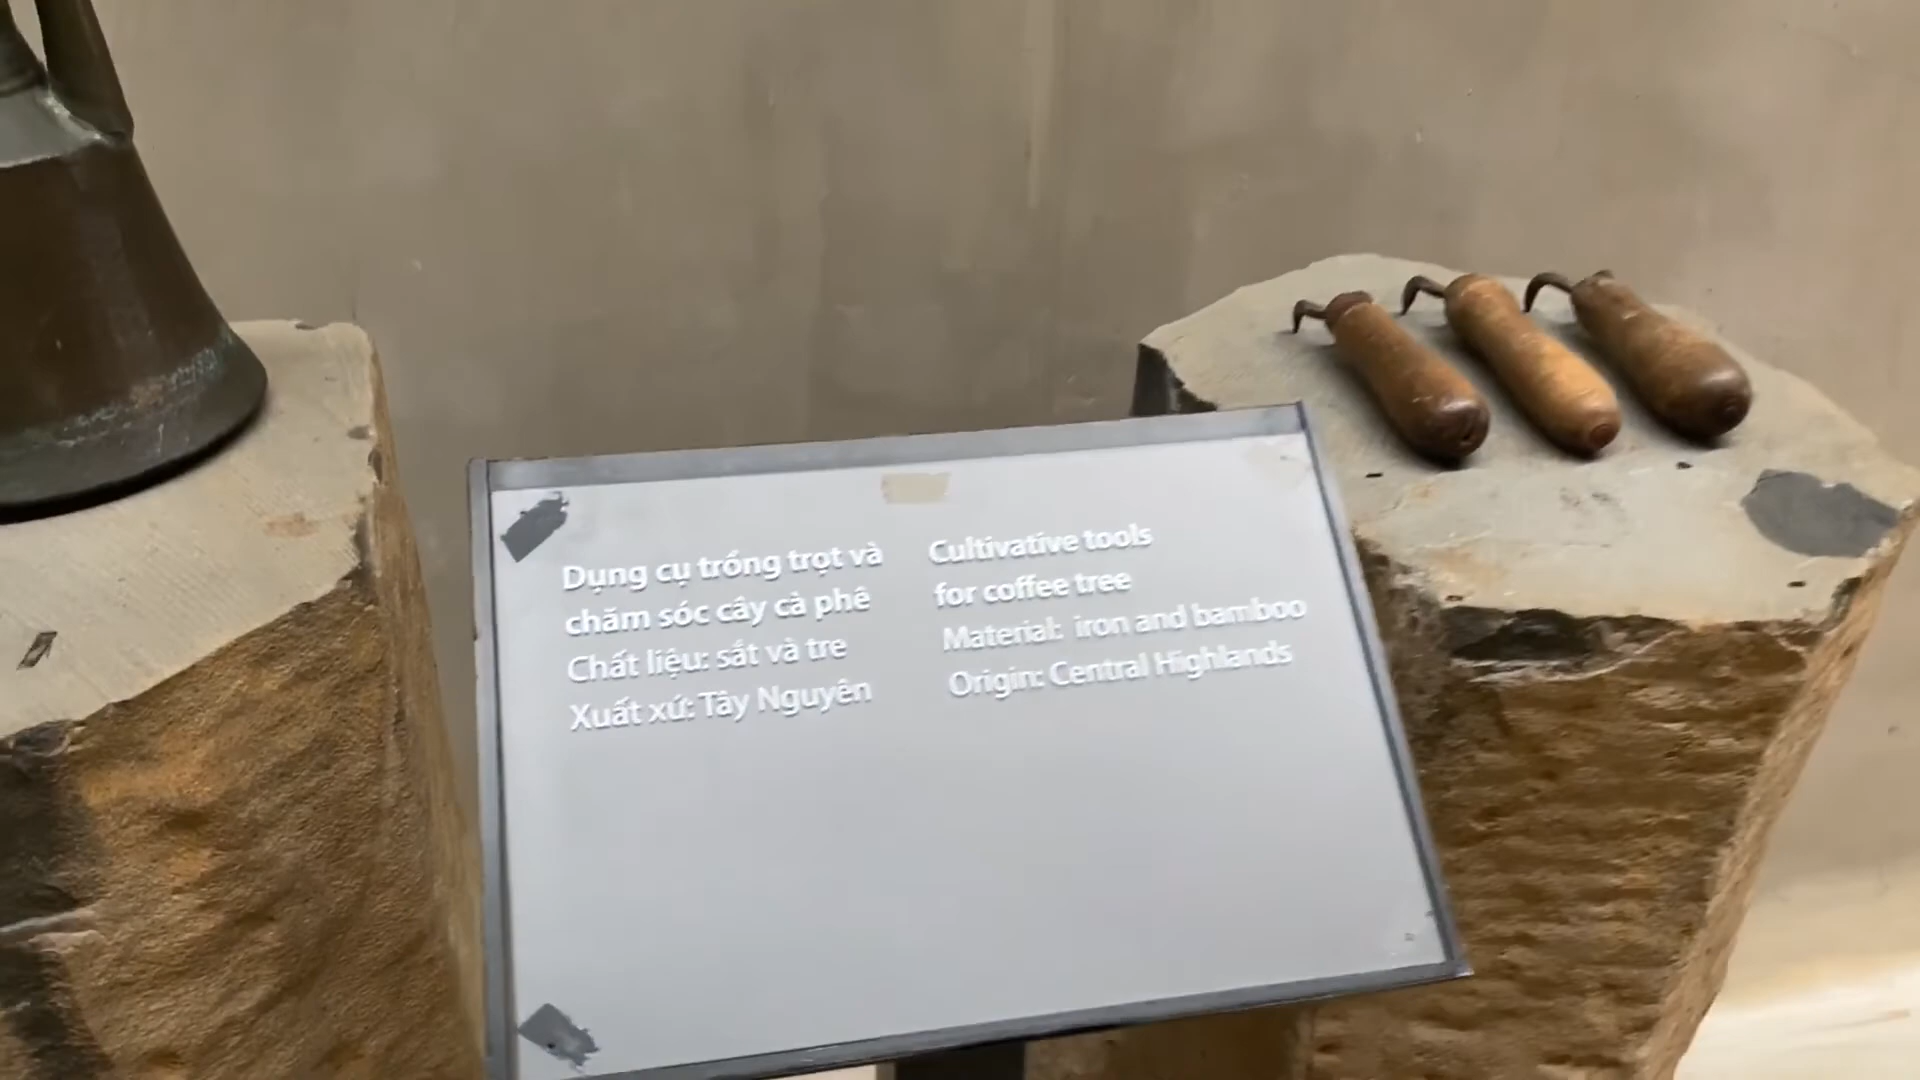 Dụng cụ trồng trọt và
chăm sóc cây cà phê
Chất liệu: sắt và tre
Xuất xứ: Tây Nguyên
Cultivative tools
for coffee tree
Material: iron and bamboo
Origin: Central Highlands